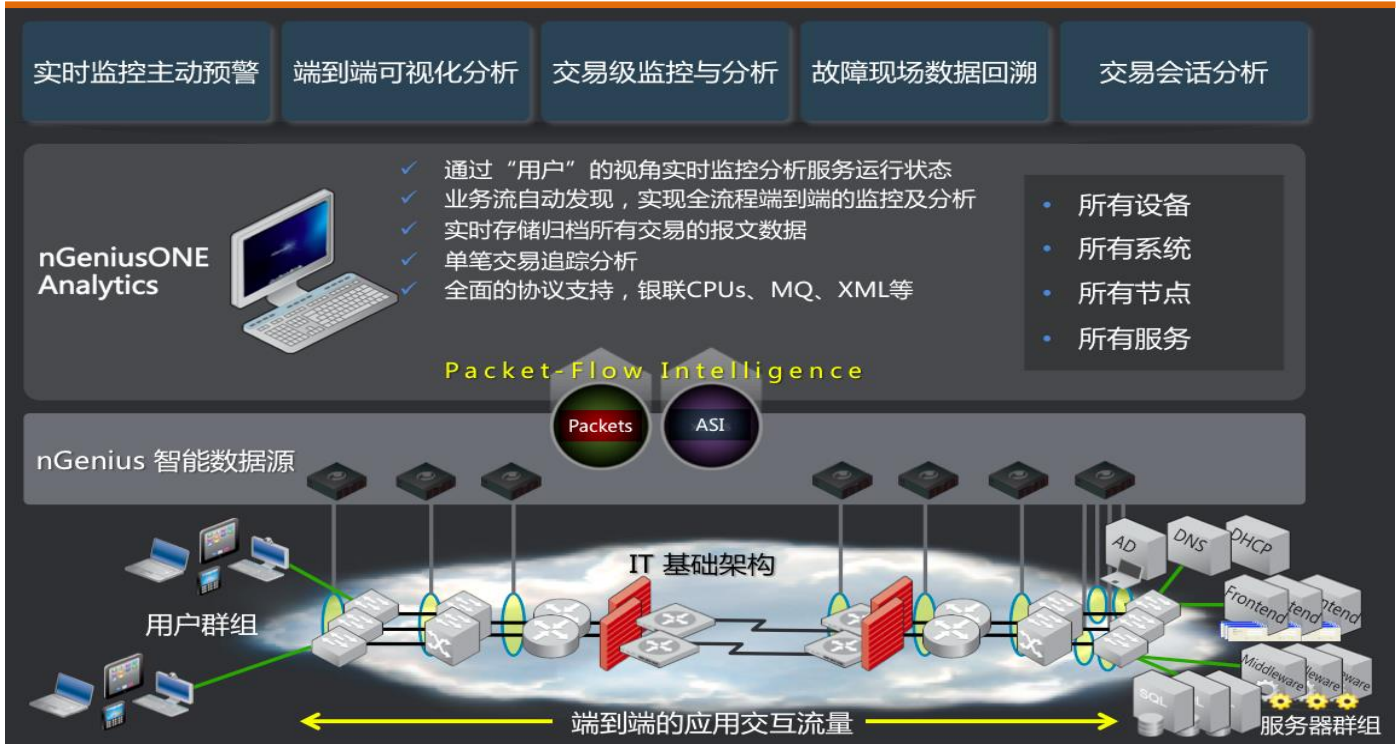 实时监控主动预警
端到端可视化分析
交易级监控与分析
故障现场数据回溯
交易会话分析
nGeniusONE
Analytics
通过“用户”的视角实时监控分析服务运行状态
业务流自动发现，实现全流程端到端的监控及分析
实时存储归档所有交易的报文数据
单笔交易追踪分析
全面的协议支持，银联CPUs、MQ、XML等
所有设备
所有系统
所有节点
所有服务
Packet-Flow Intelligence
Packets
ASI
nGenius 智能数据源
IT 基础架构
AD
DNS
DHCP
用户群组
Frontend
tend
ntend
Middleware
lleware
ware
SQL
端到端的应用交互流量
服务器群组